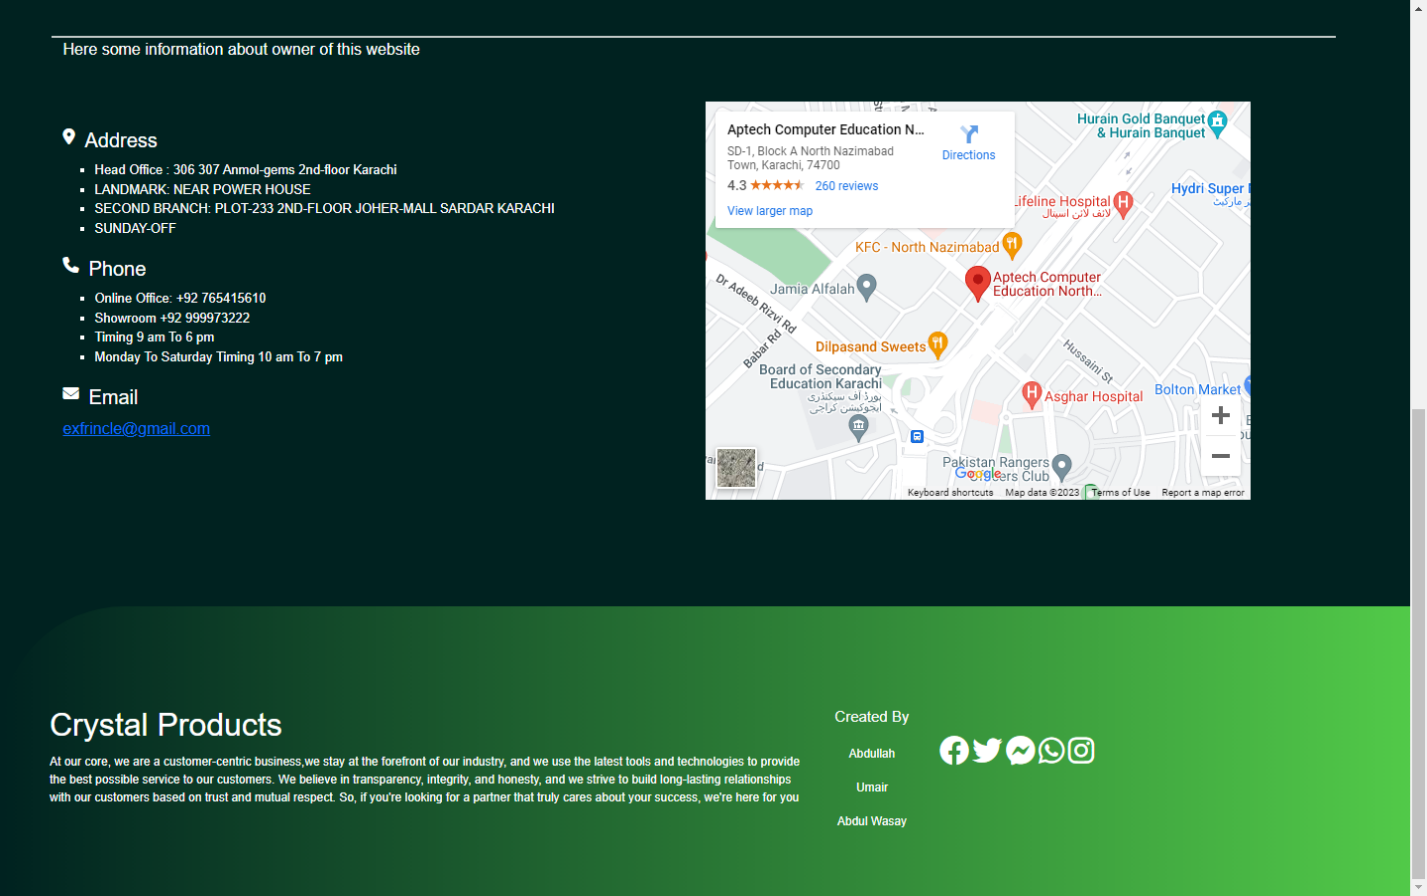 Here some information about owner of this website
Address
Head Office : 306 307 Anmol-gems 2nd-floor Karachi
LANDMARK: NEAR POWER HOUSE
SECOND BRANCH: PLOT-233 2ND-FLOOR JOHER-MALL SARDAR KARACHI
SUNDAY-OFF
Phone
Online Office: +92 765415610
Showroom +92 999973222
Timing 9 am To 6 pm
Monday To Saturday Timing 10 am To 7 pm
Email
exfrincle@gmail.com
Aptech Computer Education N...
SD-1, Block A North Nazimabad
Town, Karachi, 74700
Directions
4.3 260 reviews
View larger map
St
Hurain Gold Banquet
& Hurain Banquet
Hydri Super
Lifeline Hospital
لائف لائن اسپتال
KFC - North Nazimabad
Aptech Computer
Education North...
Jamia Alfalah
Dr Adeeb Rizvi Rd
Babar Rd
Dilpasand Sweets
Hussaini St
Board of Secondary
Education Karachi
بورڈ آف سیکنڈری
ایجوکیشن کراچی
Asghar Hospital
Bolton Market
Pakistan Rangers
Officers Club
Google
Keyboard shortcuts Map data ©2023 Terms of Use Report a map error
Crystal Products
At our core, we are a customer-centric business,we stay at the forefront of our industry, and we use the latest tools and technologies to provide
the best possible service to our customers. We believe in transparency, integrity, and honesty, and we strive to build long-lasting relationships
with our customers based on trust and mutual respect. So, if you're looking for a partner that truly cares about your success, we're here for you
Created By
Abdullah
Umair
Abdul Wasay